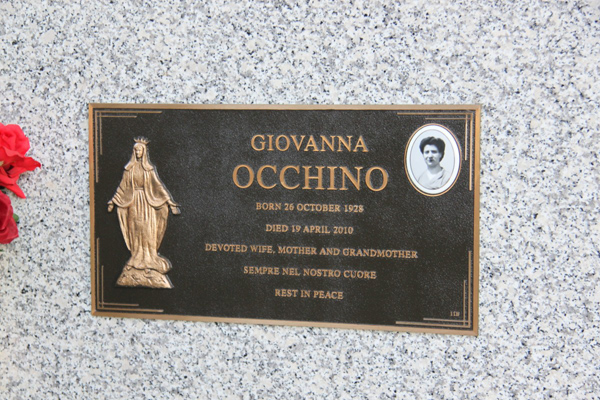 GIOVANNA
OCCHINO
BORN 26 OCTOBER 1928
DIED 19 APRIL 2010
DEVOTED WIFE, MOTHER AND GRANDMOTHER
SEMPRE NEL NOSTRO CUORE
REST IN PEACE